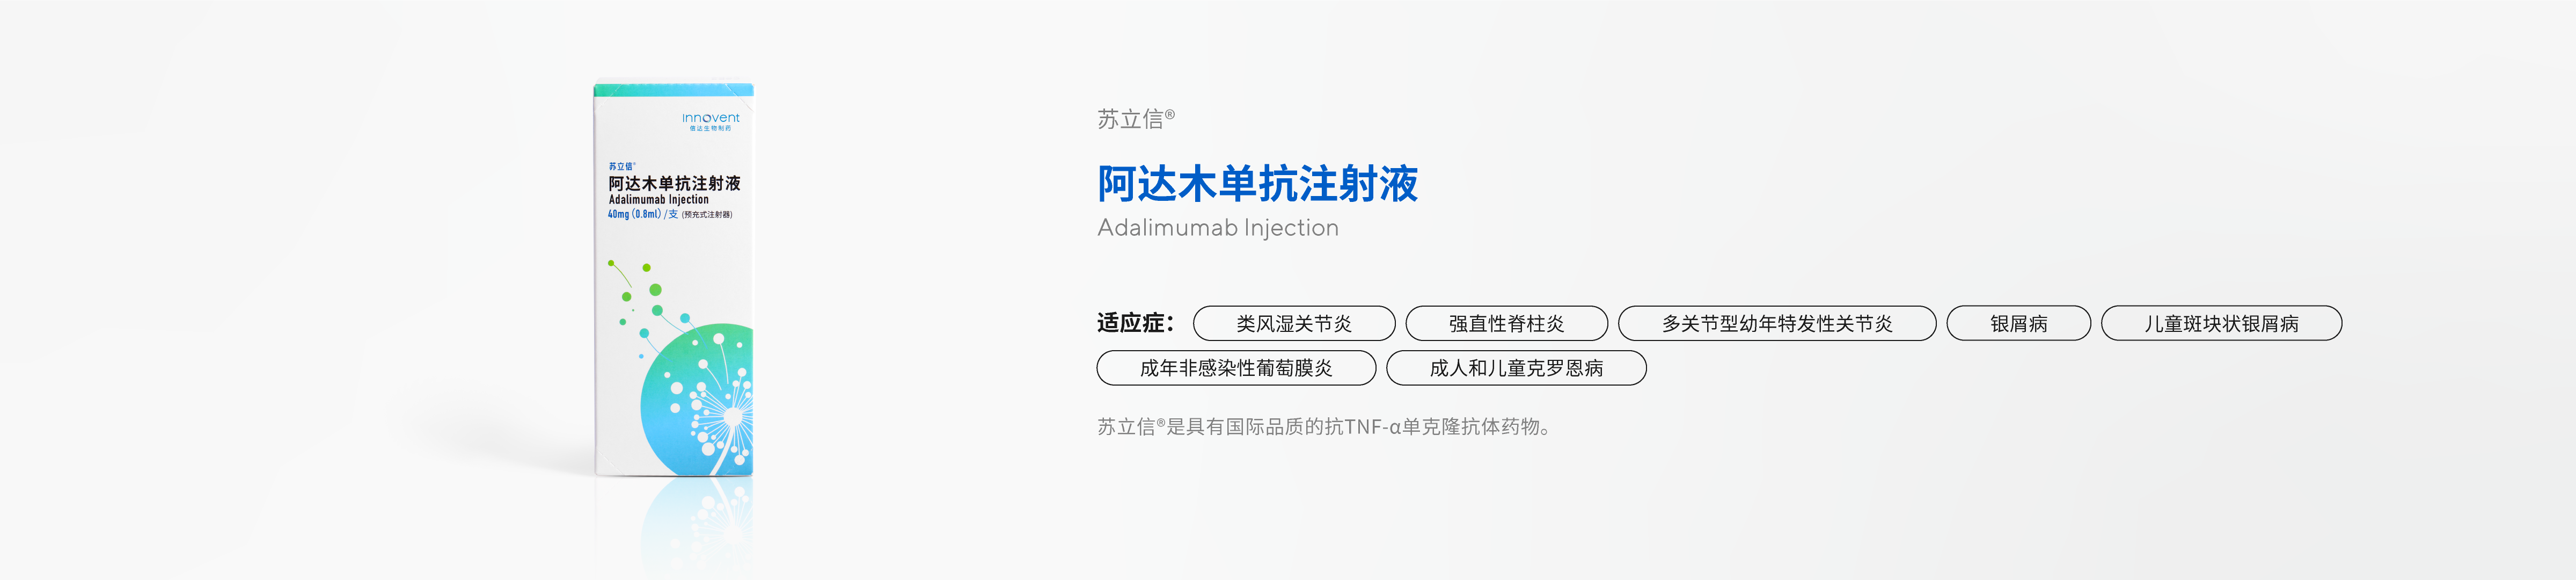 innovent
信达生物制药
苏立信®
阿达木单抗注射液
Adalimumab Injection
40mg (0.8ml) /支 (预充式注射器)
苏立信®
阿达木单抗注射液
Adalimumab Injection
适应症： 类风湿关节炎 强直性脊柱炎 多关节型幼年特发性关节炎 银屑病 儿童斑块状银屑病
成年非感染性葡萄膜炎 成人和儿童克罗恩病
苏立信®是具有国际品质的抗TNF-α单克隆抗体药物。